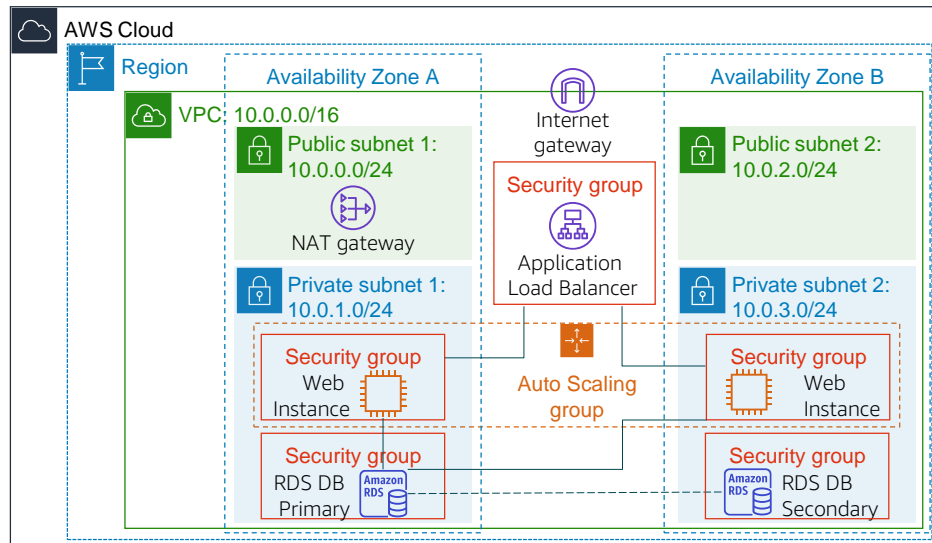 AWS Cloud
Region
Availability Zone A
Availability Zone B
VPC 10.0.0.0/16
Internet
gateway
Public subnet 1:
10.0.0.0/24
NAT gateway
Public subnet 2:
10.0.2.0/24
Security group
Application
Load Balancer
Private subnet 1:
10.0.1.0/24
Private subnet 2:
10.0.3.0/24
Security group
Web
Instance
Auto Scaling
group
Security group
Web
Instance
Security group
RDS DB
Primary
Amazon
RDS
Security group
Amazon
RDS
RDS DB
Secondary